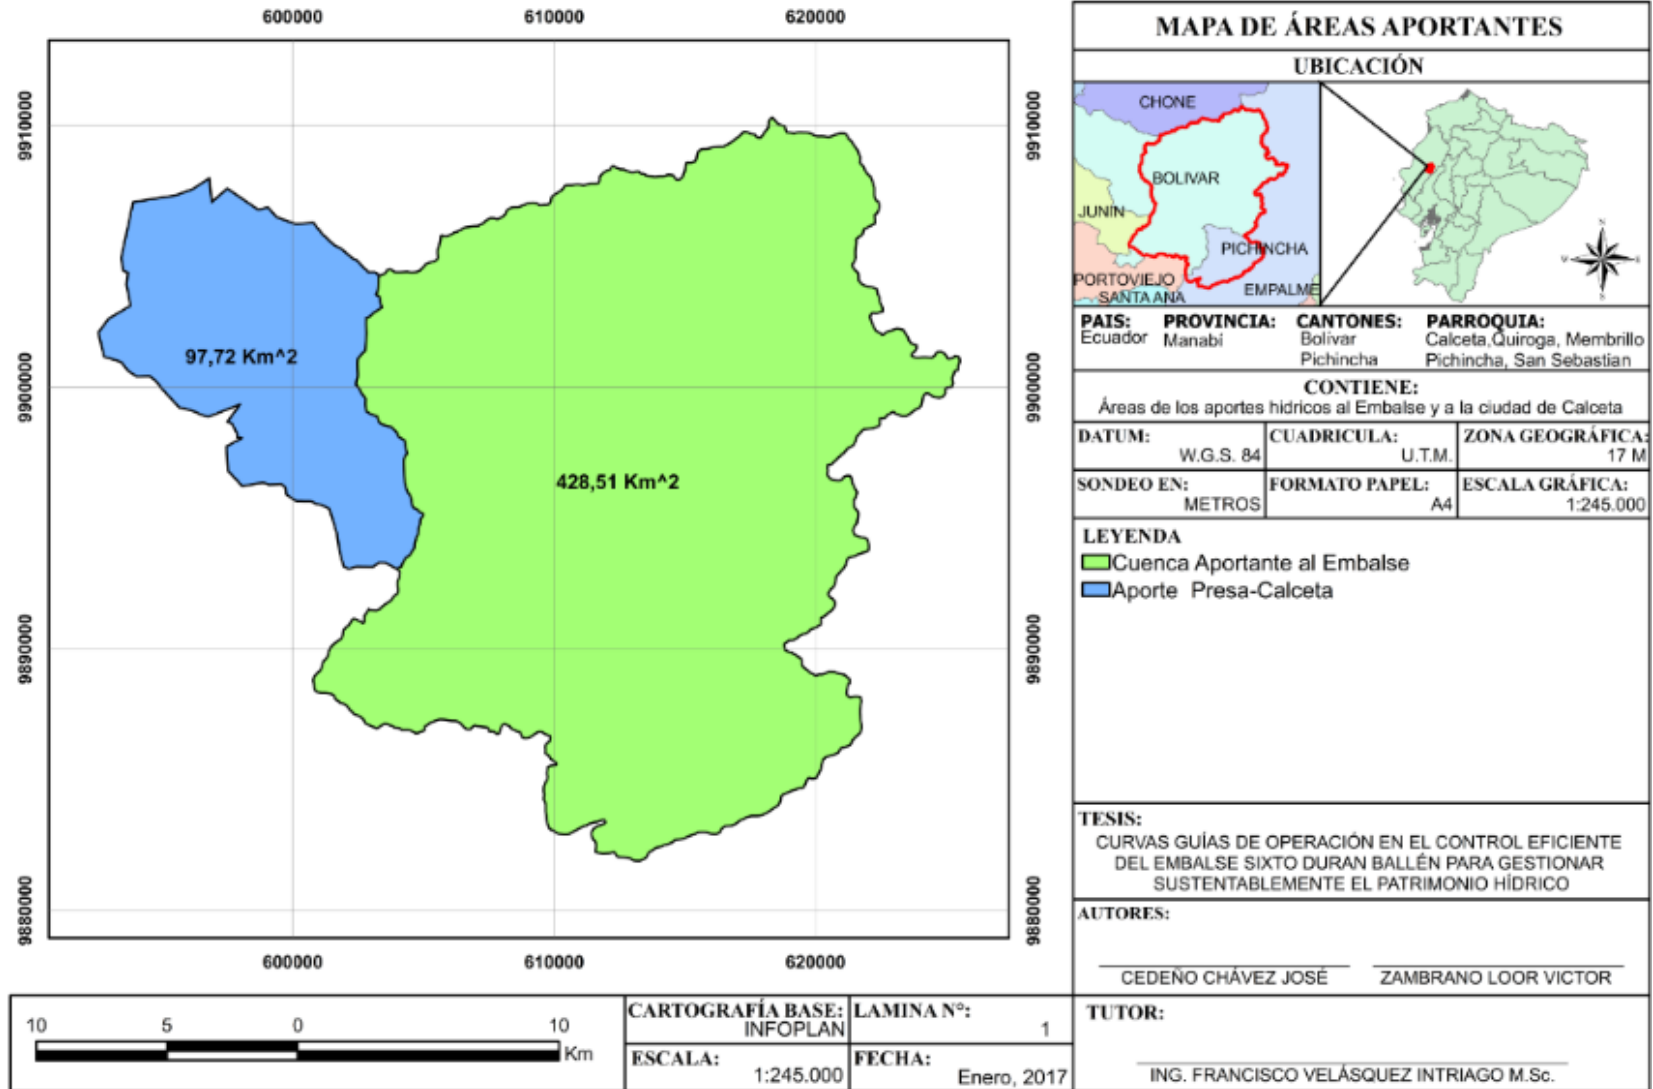 600000
610000
620000
9910000
9900000
9890000
9880000
9910000
9900000
9890000
9880000
97,72 Km^2
428,51 Km^2
600000
610000
620000
10
5
0
10
Km
CARTOGRAFÍA BASE:
INFOPLAN
LAMINA N°:
1
ESCALA:
1:245.000
FECHA:
Enero, 2017
MAPA DE ÁREAS APORTANTES
UBICACIÓN
CHONE
BOLIVAR
JUNIN
PICHINCHA
PORTOVIEJO
SANTA ANA
EMPALME
N
W
E
S
PAIS:
Ecuador
PROVINCIA:
Manabí
CANTONES:
Bolívar
Pichincha
PARROQUIA:
Calceta,Quiroga, Membrillo
Pichincha, San Sebastian
CONTIENE:
Áreas de los aportes hidricos al Embalse y a la ciudad de Calceta
DATUM:
W.G.S. 84
CUADRICULA:
U.T.M.
ZONA GEOGRÁFICA:
17 M
SONDEO EN:
METROS
FORMATO PAPEL:
A4
ESCALA GRÁFICA:
1:245.000
LEYENDA
Cuenca Aportante al Embalse
Aporte Presa-Calceta
TESIS:
CURVAS GUÍAS DE OPERACIÓN EN EL CONTROL EFICIENTE
DEL EMBALSE SIXTO DURAN BALLÉN PARA GESTIONAR
SUSTENTABLEMENTE EL PATRIMONIO HÍDRICO
AUTORES:
CEDEÑO CHÁVEZ JOSÉ
ZAMBRANO LOOR VICTOR
TUTOR:
ING. FRANCISCO VELÁSQUEZ INTRIAGO M.Sc.